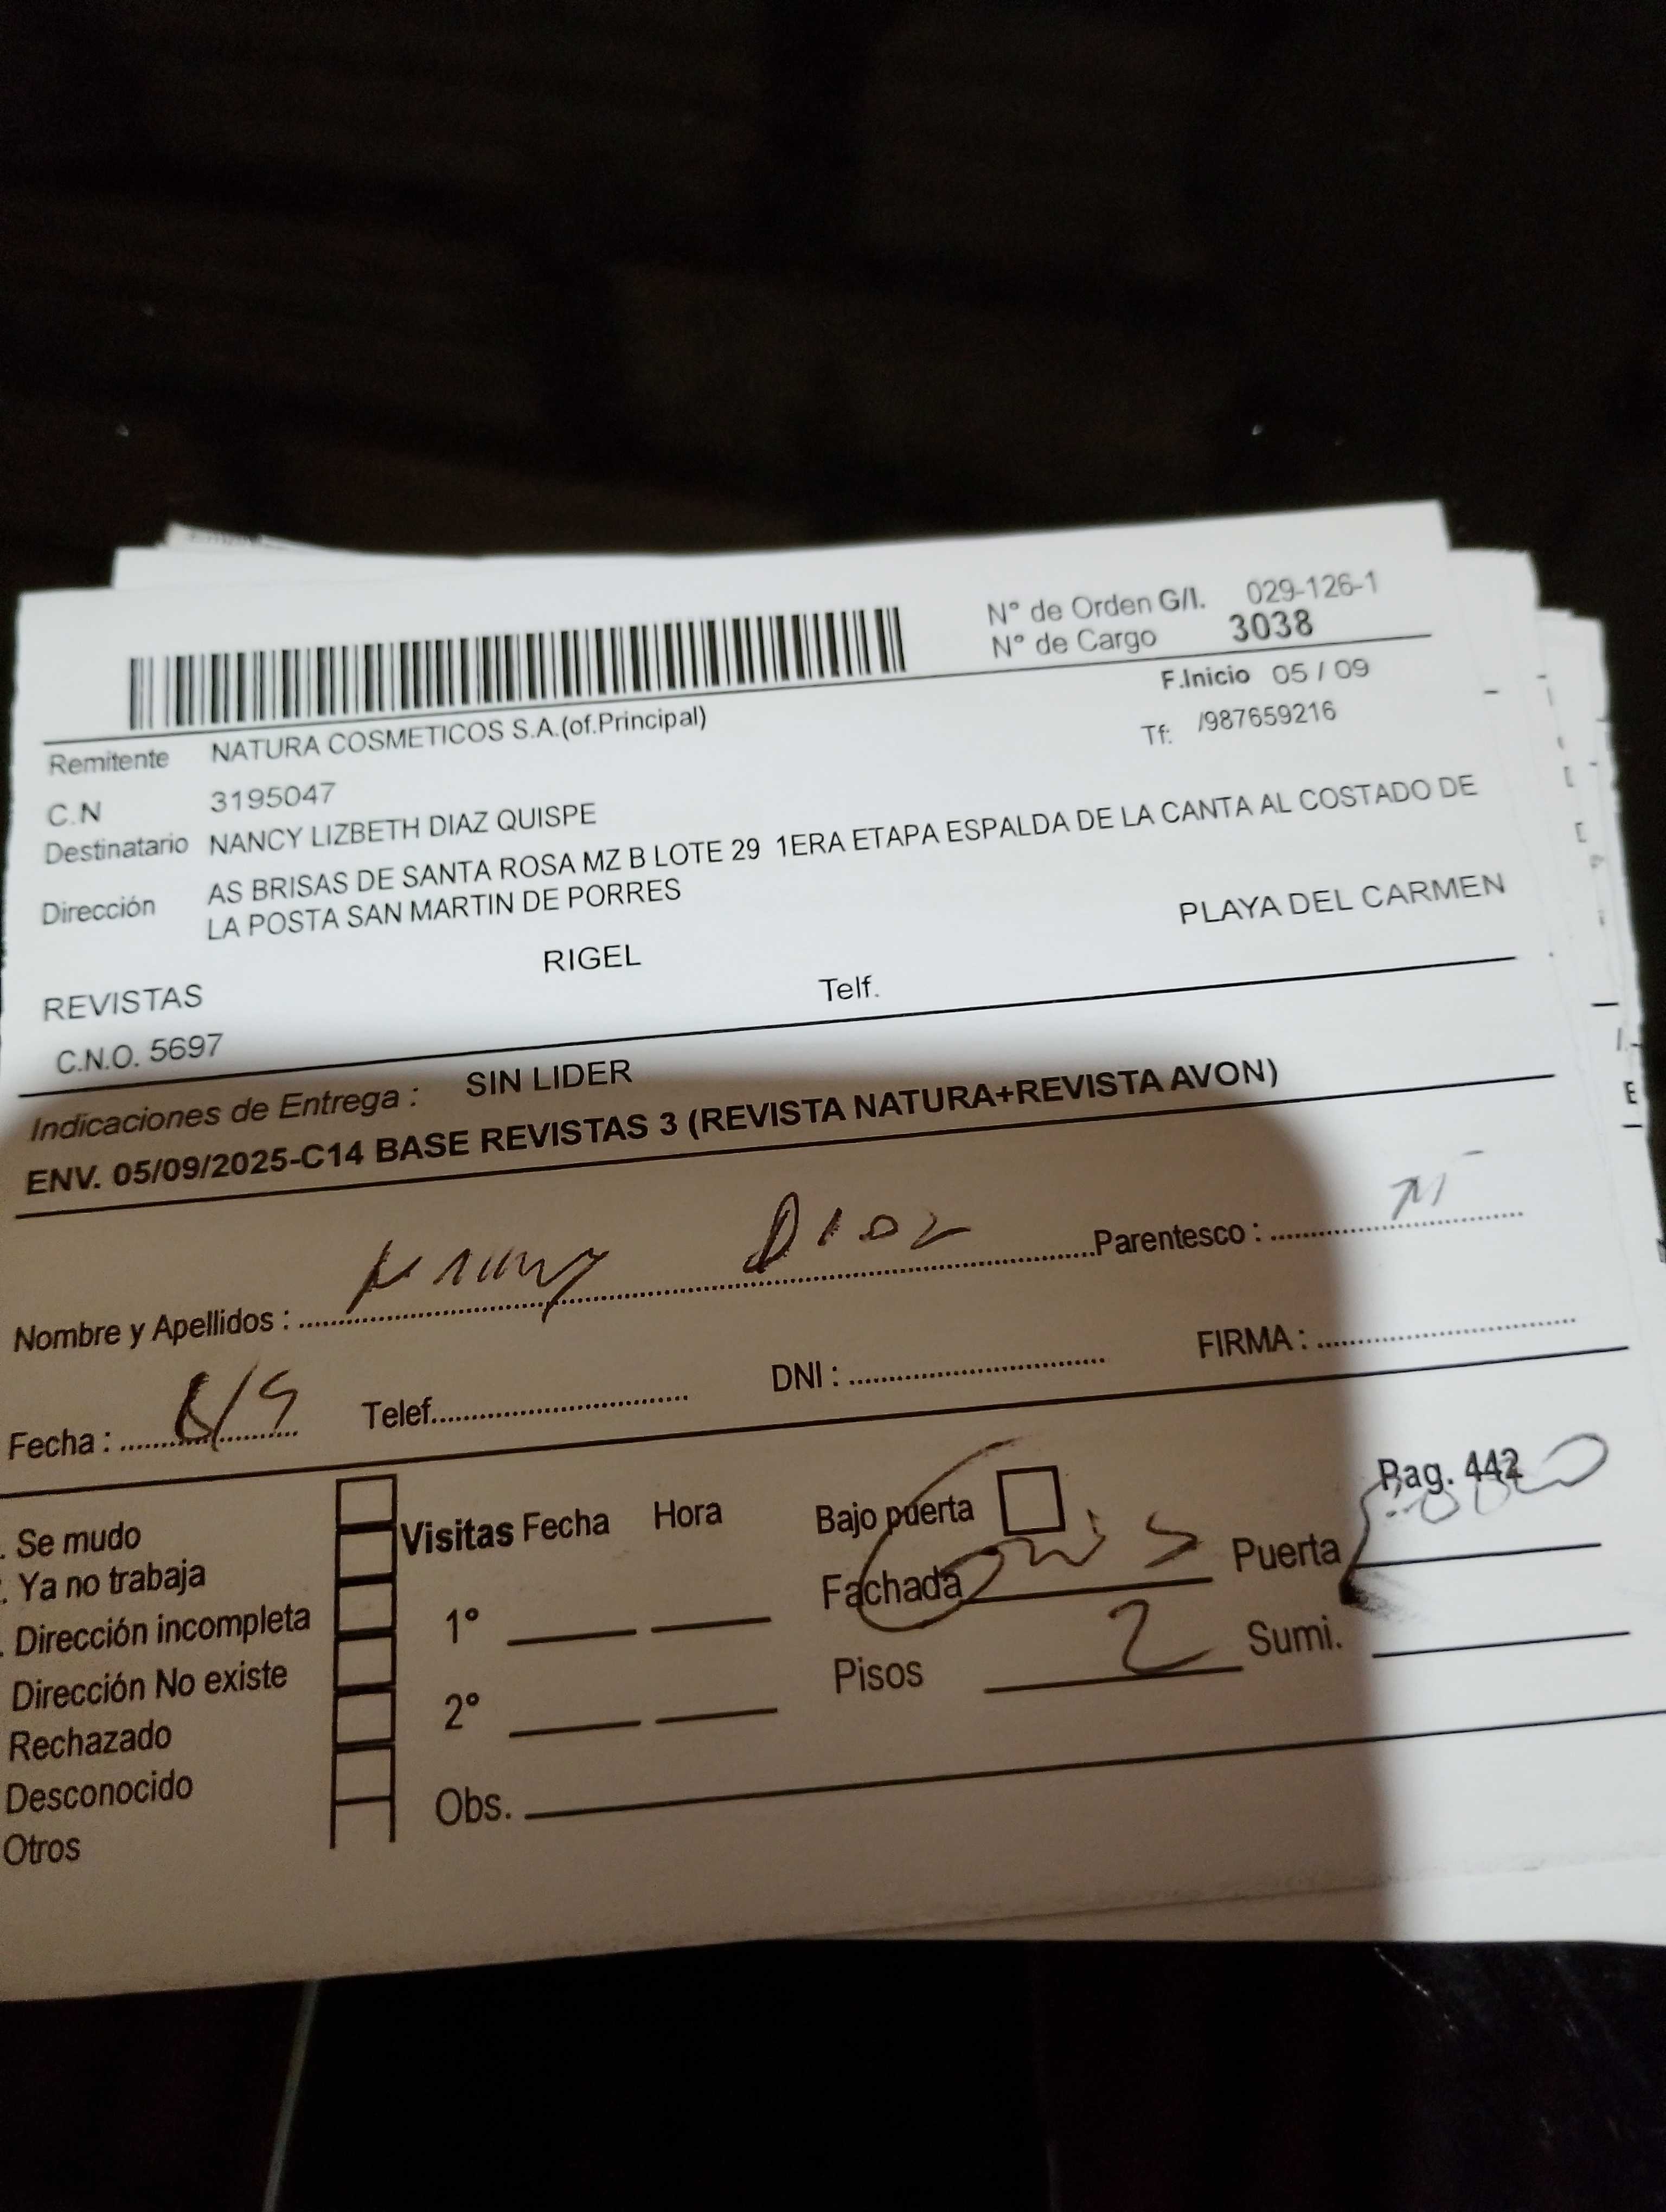 N° de Orden G/I. 029-126-1
N° de Cargo 3038
F.Inicio 05 / 09
Remitente NATURA COSMETICOS S.A.(of.Principal) Tf: /987659216
C.N 3195047
Destinatario NANCY LIZBETH DIAZ QUISPE
Dirección AS BRISAS DE SANTA ROSA MZ B LOTE 29 1ERA ETAPA ESPALDA DE LA CANTA AL COSTADO DE
LA POSTA SAN MARTIN DE PORRES
PLAYA DEL CARMEN
REVISTAS RIGEL
C.N.O. 5697 Telf.
Indicaciones de Entrega : SIN LIDER
ENV. 05/09/2025-C14 BASE REVISTAS 3 (REVISTA NATURA+REVISTA AVON)
Nombre y Apellidos : Nancy Diaz Parentesco :
Fecha : Telef. DNI : FIRMA :
. Se mudo
. Ya no trabaja
. Dirección incompleta
Dirección No existe
Rechazado
Desconocido
Otros
Visitas Fecha Hora
1°
2°
Obs.
Bajo puerta Pag. 442
Fachada Puerta
Pisos 2 Sumi.